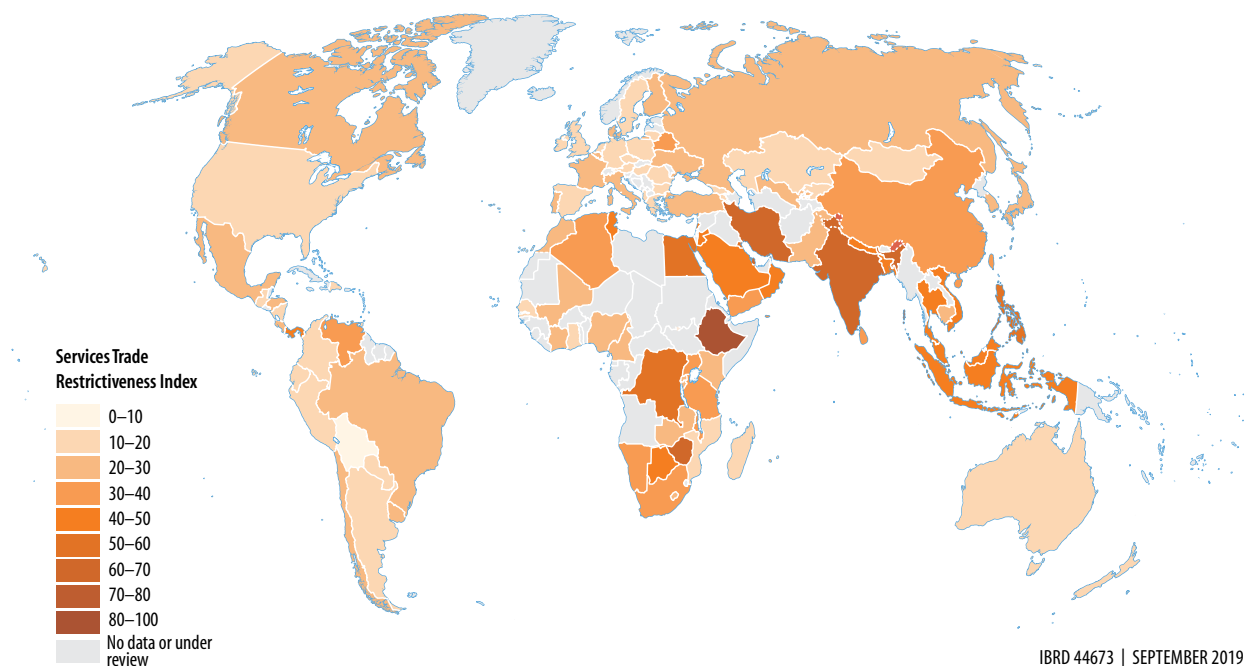 Services Trade
Restrictiveness Index
0–10
10–20
20–30
30–40
40–50
50–60
60–70
70–80
80–100
No data or under
review
IBRD 44673 | SEPTEMBER 2019